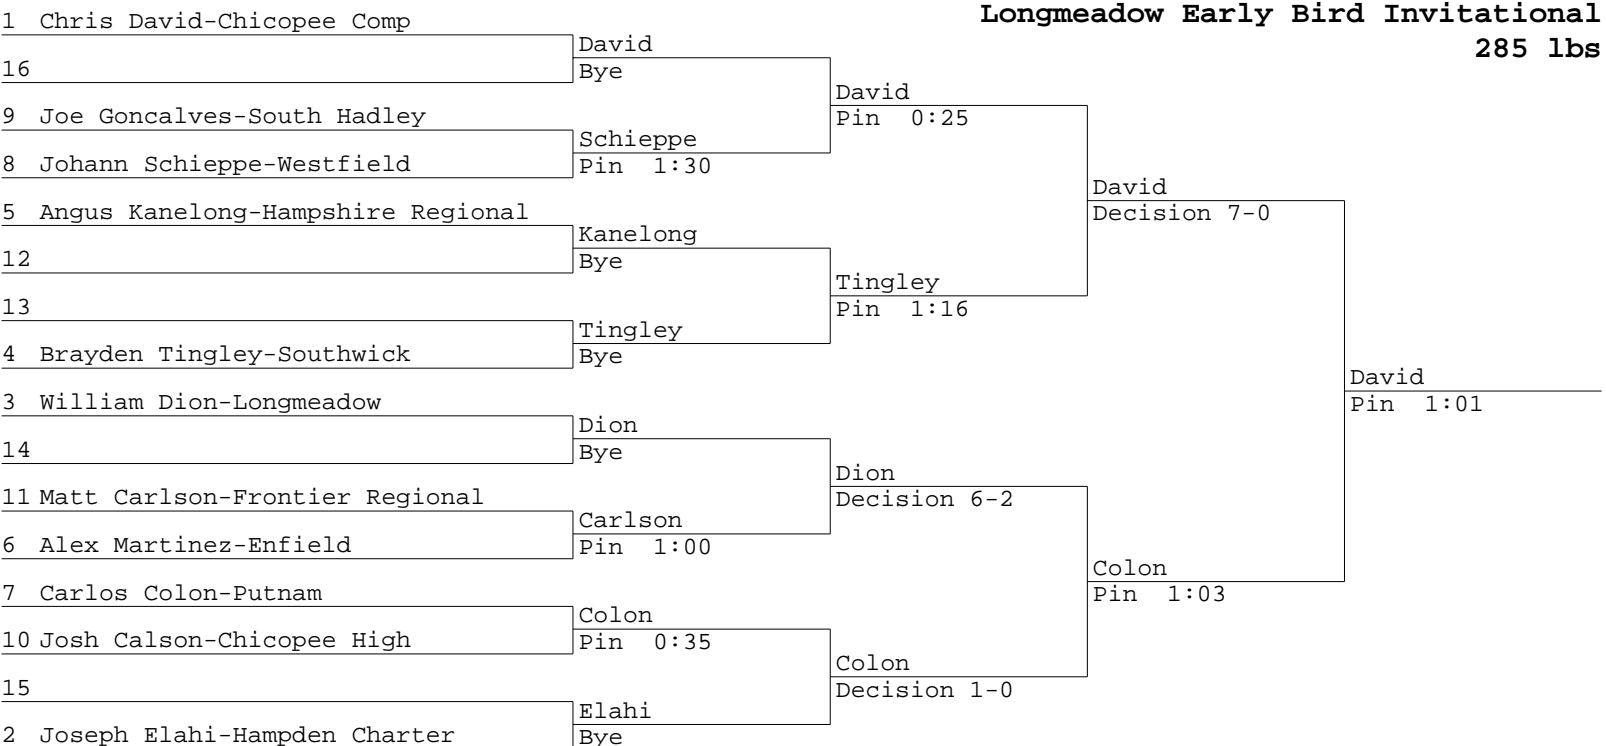 Longmeadow Early Bird Invitational
285 lbs
1 Chris David-Chicopee Comp
16
9 Joe Goncalves-South Hadley
8 Johann Schieppe-Westfield
5 Angus Kanelong-Hampshire Regional
12
13
4 Brayden Tingley-Southwick
3 William Dion-Longmeadow
14
11 Matt Carlson-Frontier Regional
6 Alex Martinez-Enfield
7 Carlos Colon-Putnam
10 Josh Calson-Chicopee High
15
2 Joseph Elahi-Hampden Charter
David
Bye
Schieppe
Pin 1:30
Kanelong
Bye
Tingley
Bye
Dion
Bye
Carlson
Pin 1:00
Colon
Pin 0:35
Elahi
Bye
David
Pin 0:25
Tingley
Pin 1:16
Dion
Decision 6-2
Colon
Decision 1-0
David
Decision 7-0
Colon
Pin 1:03
David
Pin 1:01